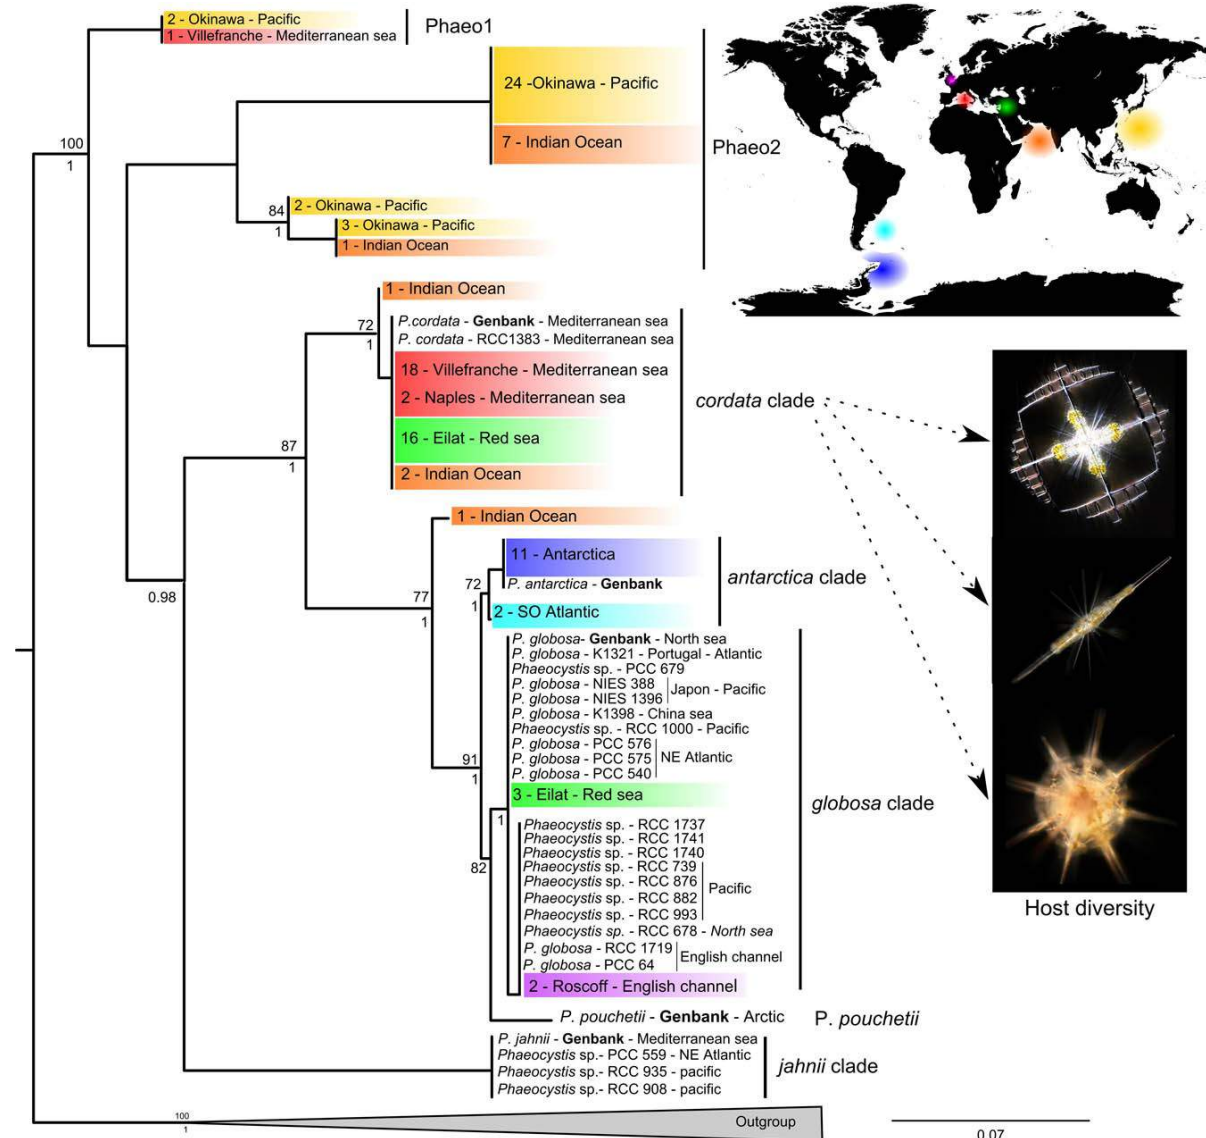 2 - Okinawa - Pacific
1 - Villefranche - Mediterranean sea
Phaeo1
24 -Okinawa - Pacific
7 - Indian Ocean
Phaeo2
100
1
2 - Okinawa - Pacific
84
1
3 - Okinawa - Pacific
1 - Indian Ocean
1 - Indian Ocean
72
1
P.cordata - Genbank - Mediterranean sea
P. cordata - RCC1383 - Mediterranean sea
18 - Villefranche - Mediterranean sea
2 - Naples - Mediterranean sea
cordata clade
16 - Eilat - Red sea
87
1
2 - Indian Ocean
1 - Indian Ocean
11 - Antarctica
P. antarctica - Genbank
antarctica clade
72
1
0.98
77
1
2 - SO Atlantic
P. globosa- Genbank - North sea
P. globosa - K1321 - Portugal - Atlantic
Phaeocystis sp. - PCC 679
P. globosa - NIES 388
P. globosa - NIES 1396
Japon - Pacific
P. globosa - K1398 - China sea
Phaeocystis sp. - RCC 1000 - Pacific
P. globosa - PCC 576
P. globosa - PCC 575
P. globosa - PCC 540
NE Atlantic
91
1
3 - Eilat - Red sea
globosa clade
1
82
Phaeocystis sp. - RCC 1737
Phaeocystis sp. - RCC 1741
Phaeocystis sp. - RCC 1740
Phaeocystis sp. - RCC 739
Phaeocystis sp. - RCC 876
Phaeocystis sp. - RCC 882
Phaeocystis sp. - RCC 993
Pacific
Phaeocystis sp. - RCC 678 - North sea
P. globosa - RCC 1719
P. globosa - PCC 64
English channel
2 - Roscoff - English channel
Host diversity
P. pouchetii - Genbank - Arctic
P. pouchetii
P. jahnii - Genbank - Mediterranean sea
Phaeocystis sp.- PCC 559 - NE Atlantic
Phaeocystis sp.- RCC 935 - pacific
Phaeocystis sp.- RCC 908 - pacific
jahnii clade
100
1
Outgroup
0.07